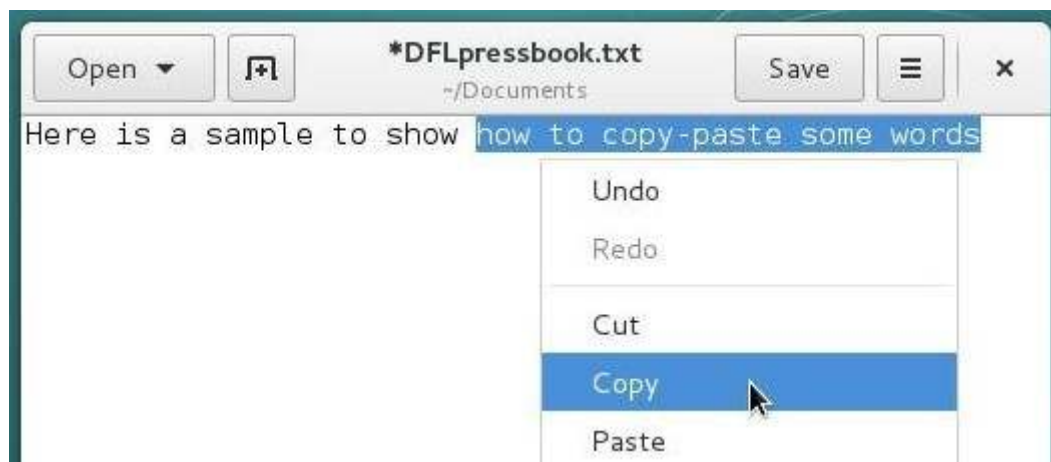 Open
*DFLpressbook.txt
~/Documents
Save
Here is a sample to show how to copy-paste some words
Undo
Redo
Cut
Copy
Paste